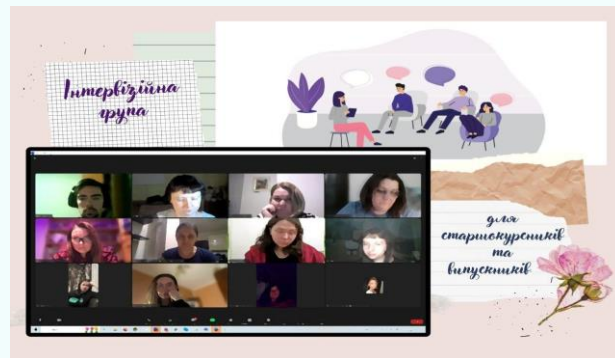 Інтервізійна
група
для
старшокурсників
та
випускників